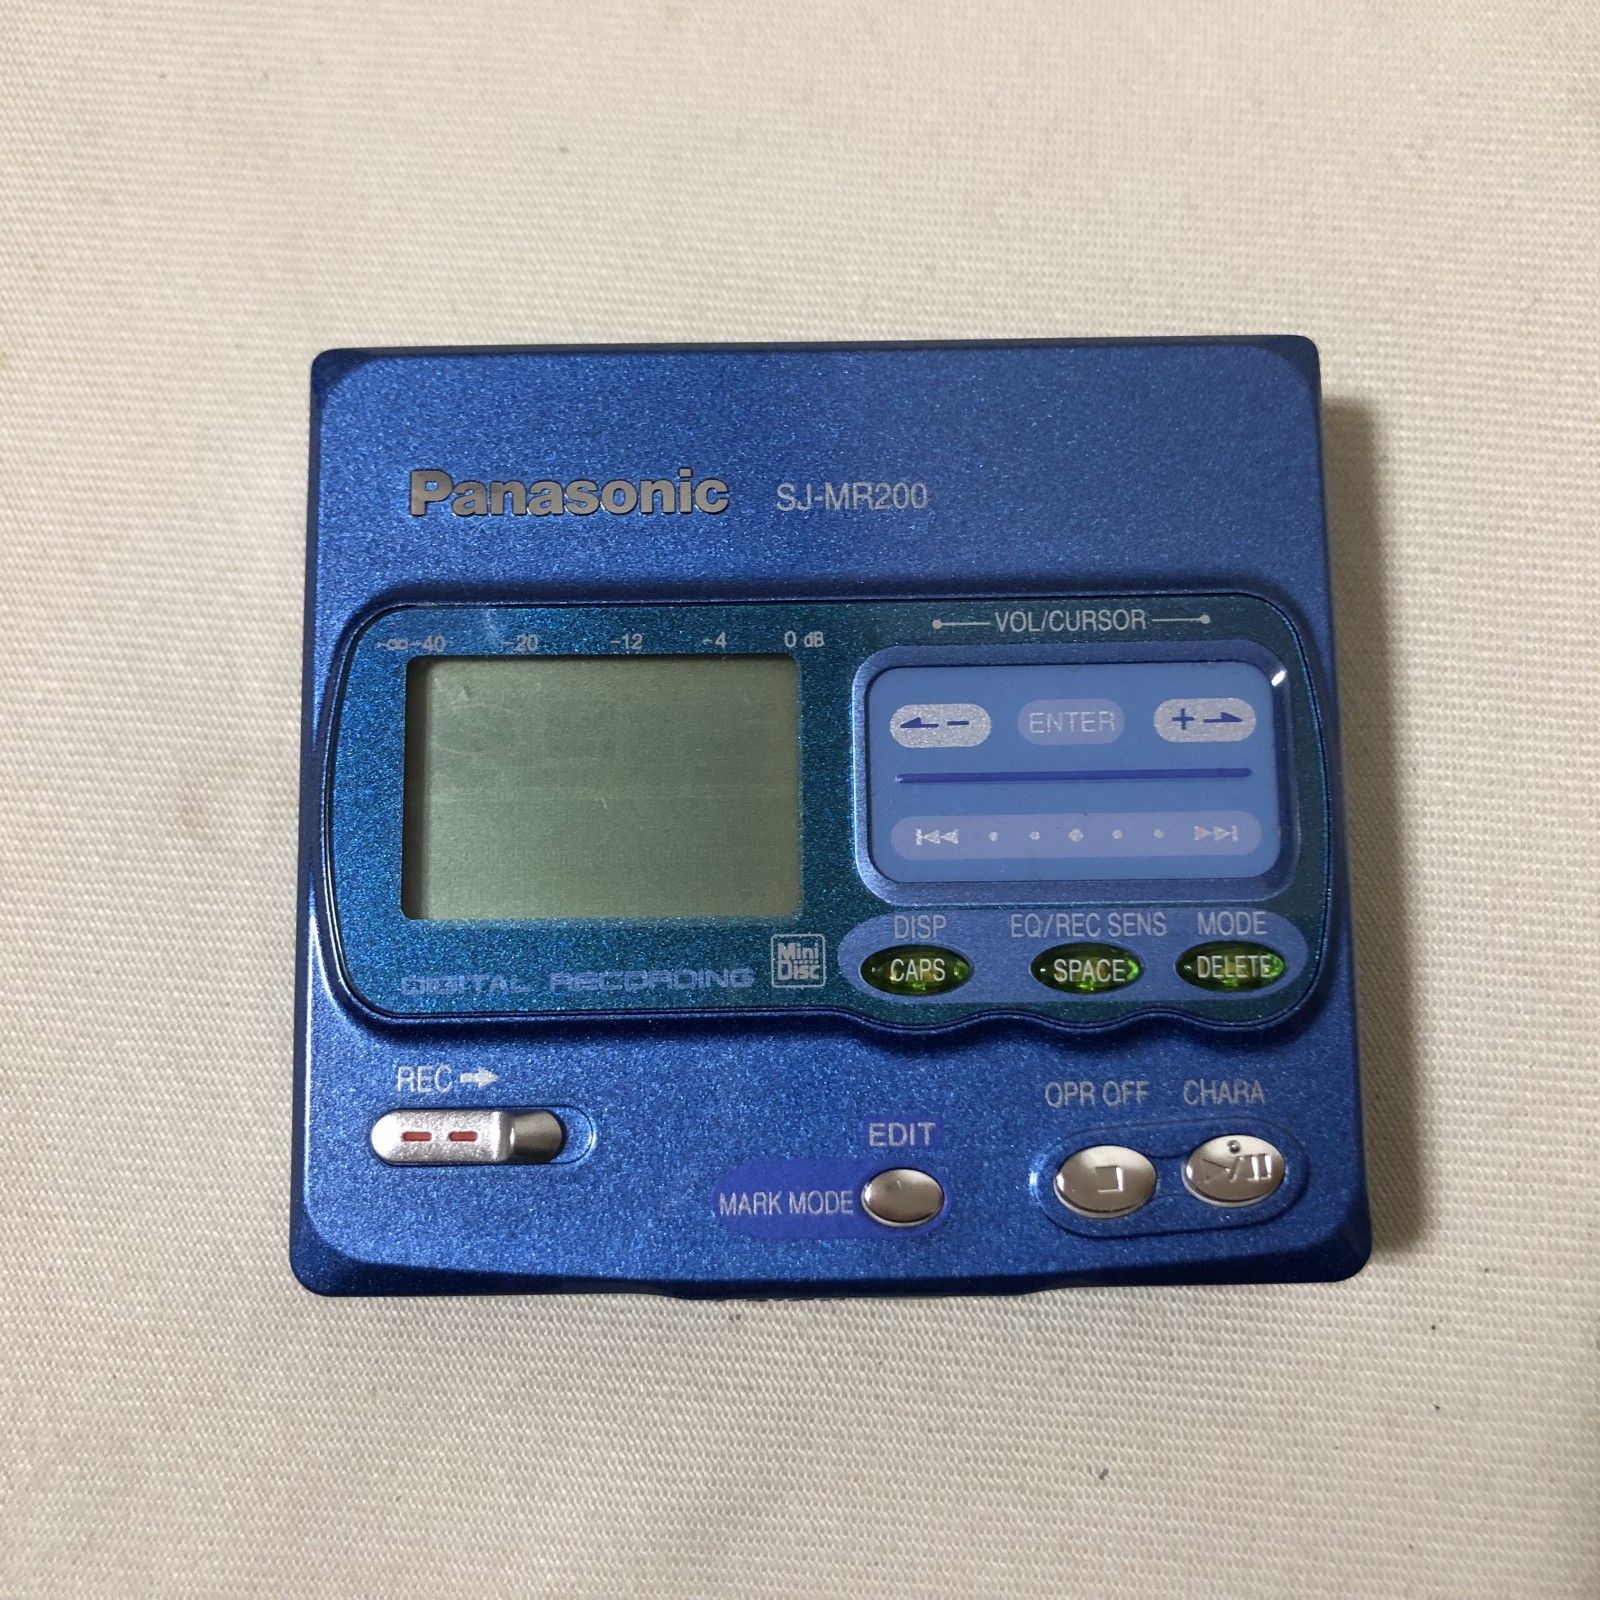 Panasonic SJ-MR200
-∞ -40 -20 -12 -4 0 dB
VOL/CURSOR
- ENTER +
DISP EQ/REC SENS MODE
CAPS SPACE DELETE
Mini
Disc
DIGITAL RECORDING
REC
OPR OFF CHARA
EDIT
MARK MODE